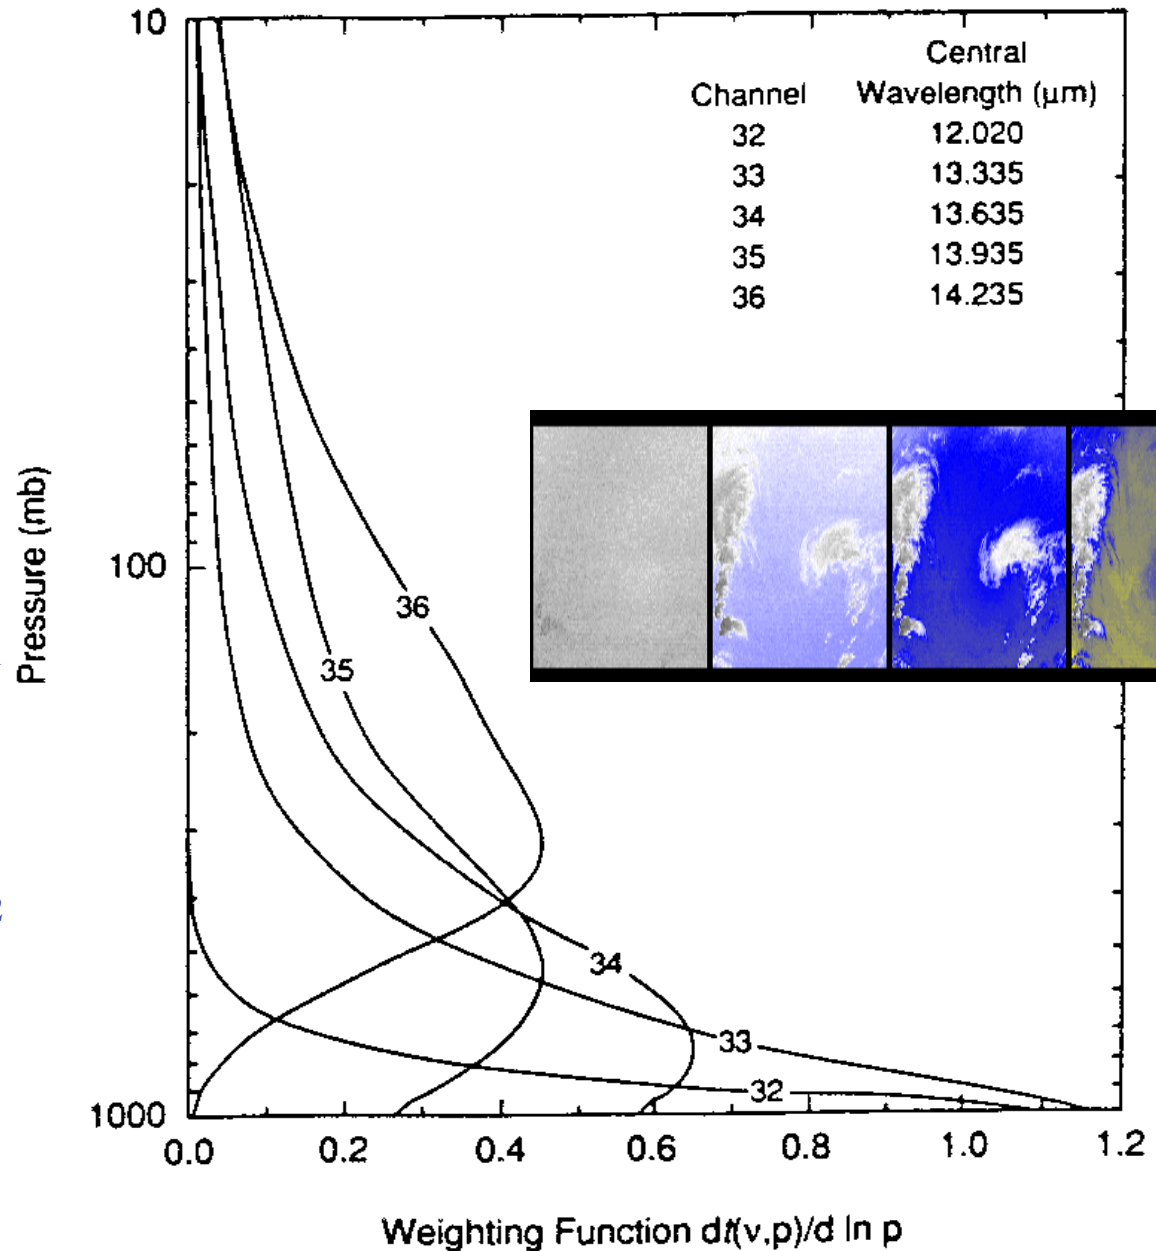 Central
Channel Wavelength (μm)
32 12.020
33 13.335
34 13.635
35 13.935
36 14.235
10
100
1000
Pressure (mb)
36
35
34
33
32
0.0 0.2 0.4 0.6 0.8 1.0 1.2
Weighting Function dt(ν,p)/d ln p